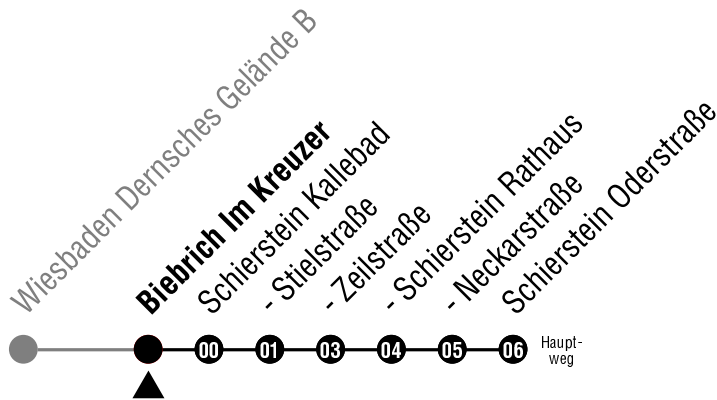 Wiesbaden Dernsches Gelände B
Biebrich Im Kreuzer
Schierstein Kallebad
- Stielstraße
- Zeilstraße
- Schierstein Rathaus
- Neckarstraße
Schierstein Oderstraße
00 01 03 04 05 06
Haupt-
weg